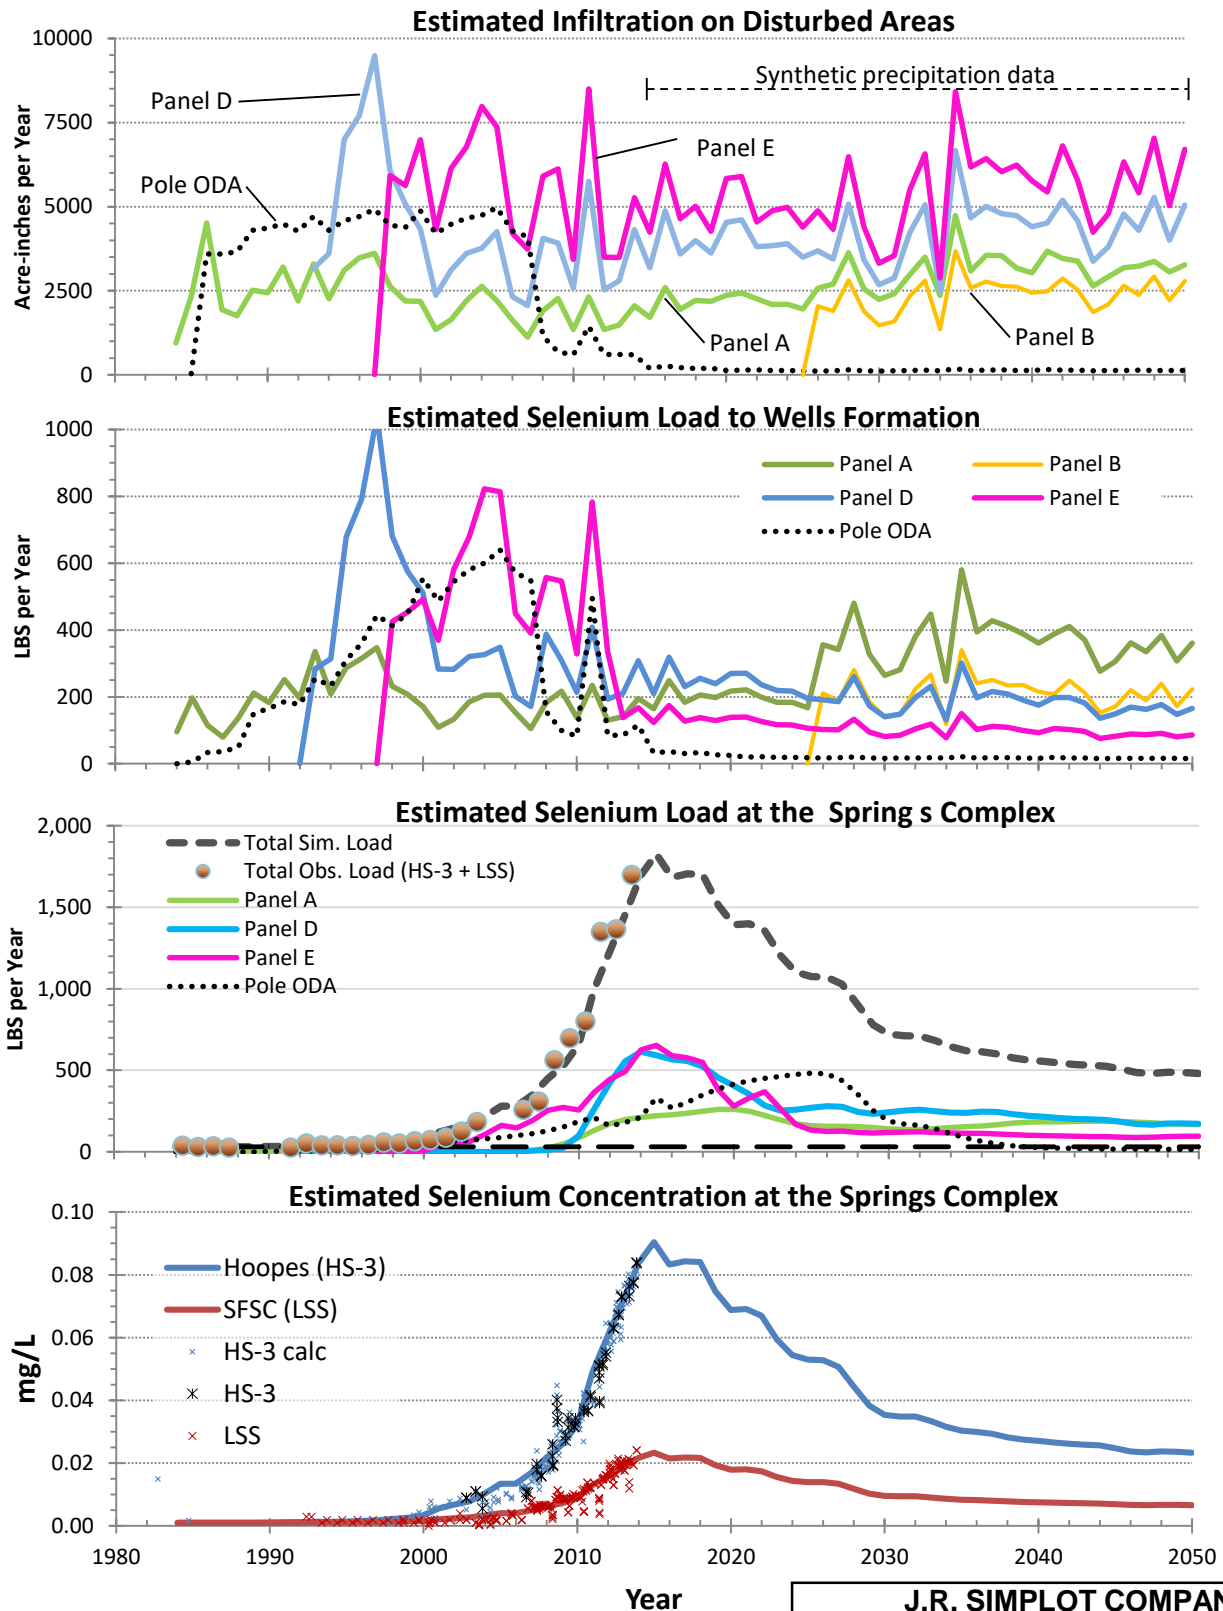 Estimated Infiltration on Disturbed Areas
10000
7500
5000
2500
0
Acre-inches per Year
Synthetic precipitation data
Panel D
Panel E
Pole ODA
Panel A
Panel B
Estimated Selenium Load to Wells Formation
1000
800
600
400
200
0
LBS per Year
Panel A
Panel B
Panel D
Panel E
Pole ODA
Estimated Selenium Load at the Spring s Complex
2,000
1,500
1,000
500
0
LBS per Year
Total Sim. Load
Total Obs. Load (HS-3 + LSS)
Panel A
Panel D
Panel E
Pole ODA
Estimated Selenium Concentration at the Springs Complex
0.10
0.08
0.06
0.04
0.02
0.00
mg/L
Hoopes (HS-3)
SFSC (LSS)
HS-3 calc
HS-3
LSS
1980 1990 2000 2010 2020 2030 2040 2050
Year
J.R. SIMPLOT COMPAN